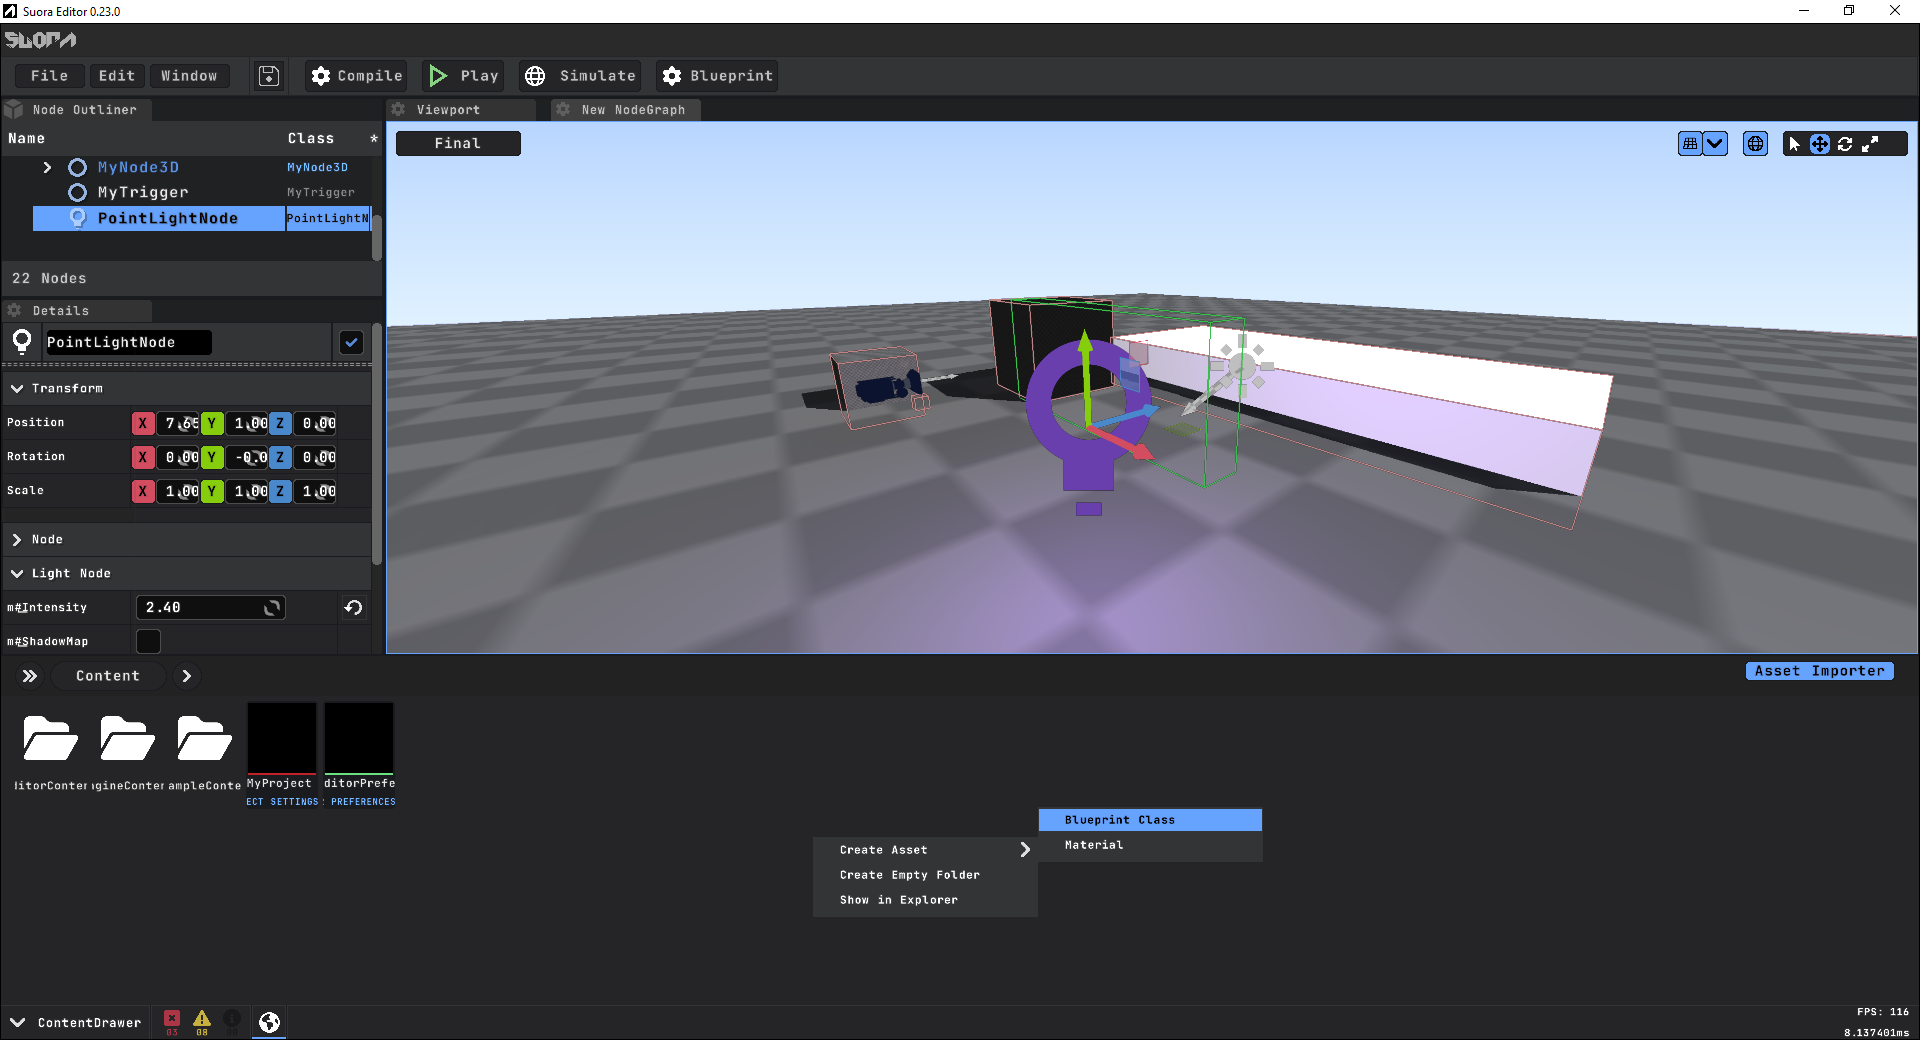 Suora Editor 0.23.0
SUORA
File Edit Window Compile Play Simulate Blueprint
Node Outliner
Viewport
New NodeGraph
Name Class *
Final
MyNode3D MyNode3D
MyTrigger MyTrigger
PointLightNode PointLightN
22 Nodes
Details
PointLightNode
Transform
Position X 7.65 Y 1.00 Z 0.00
Rotation X 0.00 Y -0.0 Z 0.00
Scale X 1.00 Y 1.00 Z 1.00
Node
Light Node
m#Intensity 2.40
m#ShadowMap
Content
Asset Importer
litorConter
gineConter
ampleConte
MyProject
ditorPrefe
ECT SETTINGS
PREFERENCES
Create Asset
Create Empty Folder
Show in Explorer
Blueprint Class
Material
ContentDrawer
03
08
FPS: 116
8.137401ms